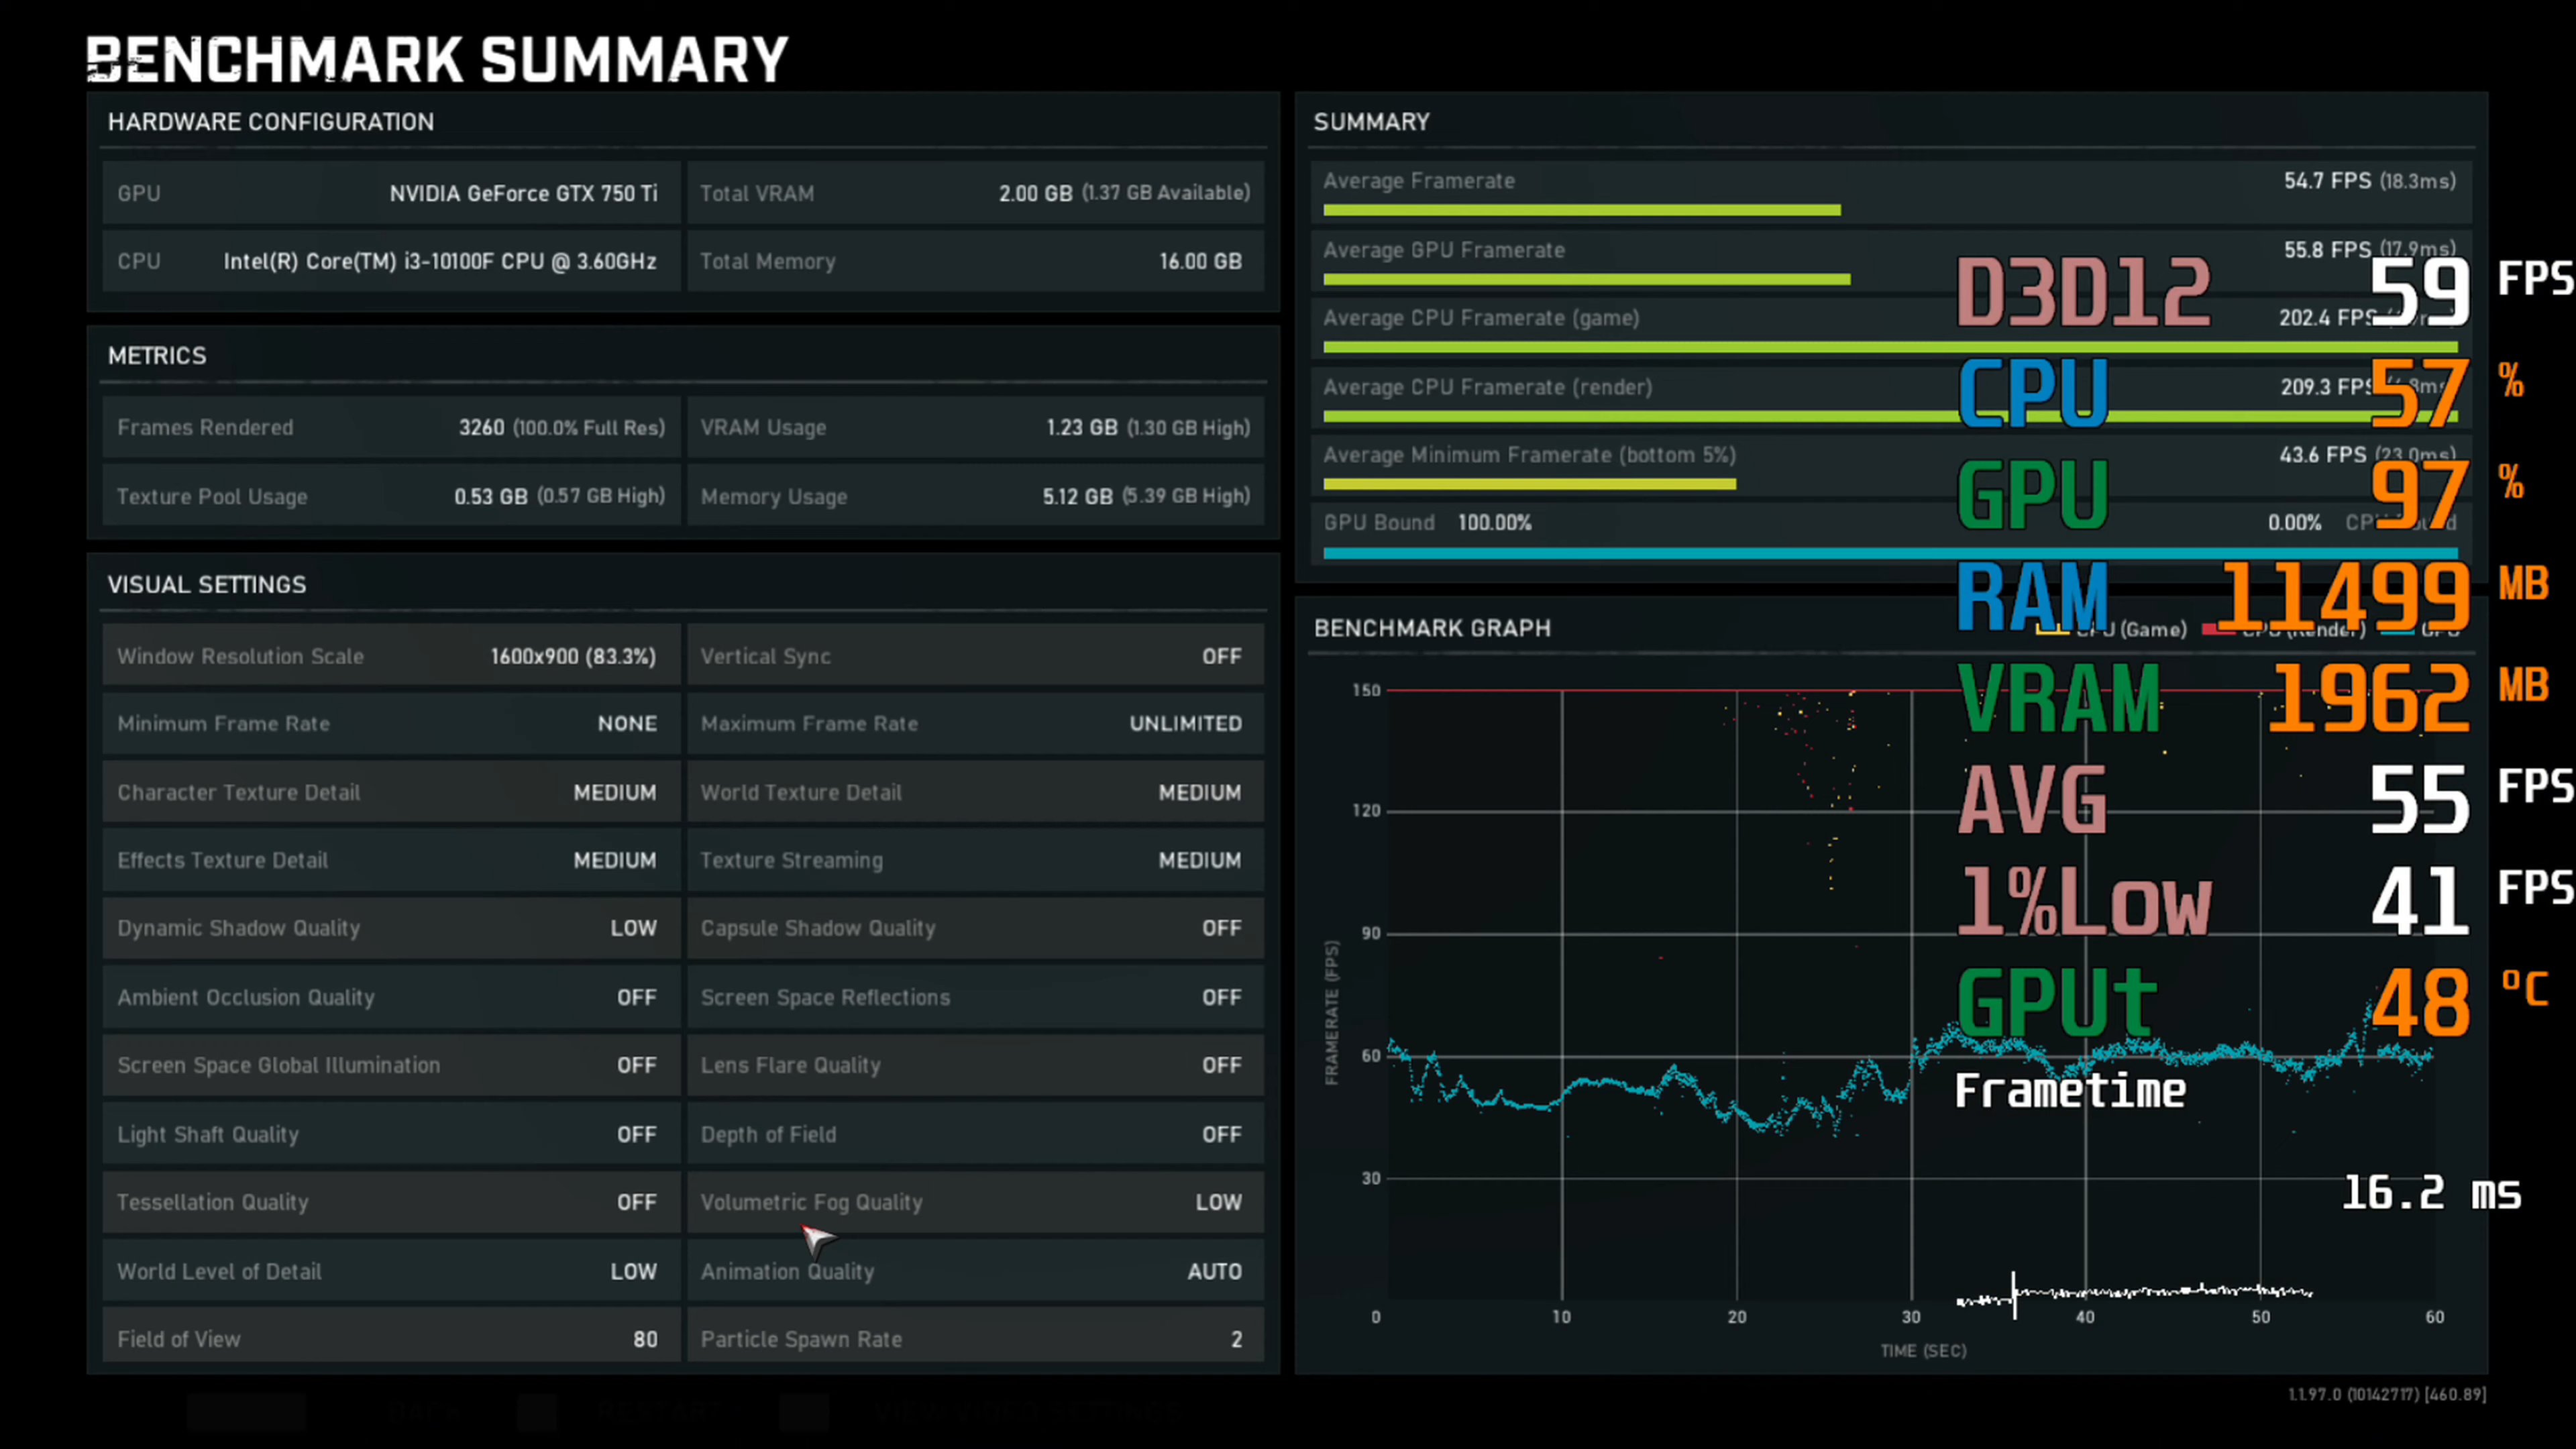 BENCHMARK SUMMARY
HARDWARE CONFIGURATION
GPU NVIDIA GeForce GTX 750 Ti Total VRAM 2.00 GB (1.37 GB Available)
CPU Intel(R) Core(TM) i3-10100F CPU @ 3.60GHz Total Memory 16.00 GB
METRICS
Frames Rendered 3260 (100.0% Full Res) VRAM Usage 1.23 GB (1.30 GB High)
Texture Pool Usage 0.53 GB (0.57 GB High) Memory Usage 5.12 GB (5.39 GB High)
VISUAL SETTINGS
Window Resolution Scale 1600x900 (83.3%) Vertical Sync OFF
Minimum Frame Rate NONE Maximum Frame Rate UNLIMITED
Character Texture Detail MEDIUM World Texture Detail MEDIUM
Effects Texture Detail MEDIUM Texture Streaming MEDIUM
Dynamic Shadow Quality LOW Capsule Shadow Quality OFF
Ambient Occlusion Quality OFF Screen Space Reflections OFF
Screen Space Global Illumination OFF Lens Flare Quality OFF
Light Shaft Quality OFF Depth of Field OFF
Tessellation Quality OFF Volumetric Fog Quality LOW
World Level of Detail LOW Animation Quality AUTO
Field of View 80 Particle Spawn Rate 2
SUMMARY
Average Framerate 54.7 FPS (18.3ms)
Average GPU Framerate 55.8 FPS (17.9ms)
Average CPU Framerate (game) 202.4 FPS
Average CPU Framerate (render) 209.3 FPS
Average Minimum Framerate (bottom 5%) 43.6 FPS (23.0ms)
GPU Bound 100.00% 0.00%
BENCHMARK GRAPH
(Game)
150
120
90
60
30
0 10 20 30 40 50 60
FRAMERATE (FPS)
TIME (SEC)
D3D12 59 FPS
CPU 57 %
GPU 97 %
RAM 11499 MB
VRAM 1962 MB
AVG 55 FPS
1%Low 41 FPS
GPUt 48 °C
Frametime
16.2 ms
1.1.97.0 (10142717) [460.89]